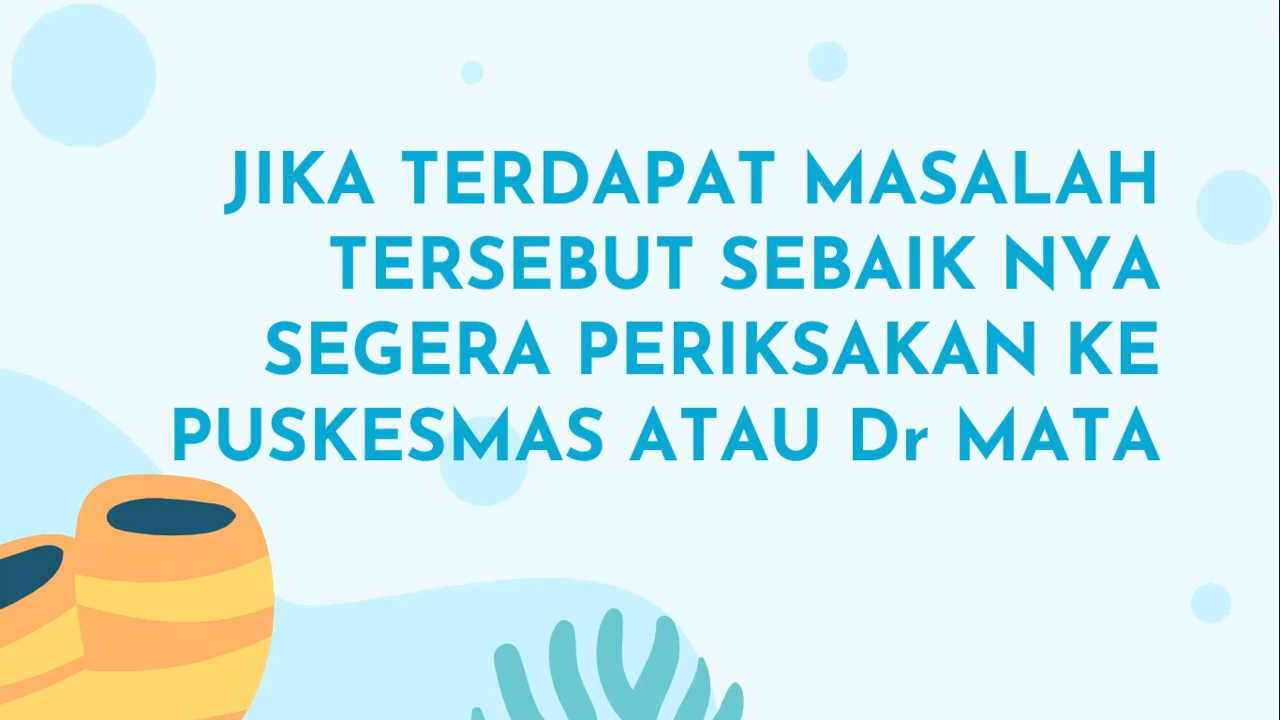 JIKA TERDAPAT MASALAH
TERSEBUT SEBAIK NYA
SEGERA PERIKSAKAN KE
PUSKESMAS ATAU Dr MATA